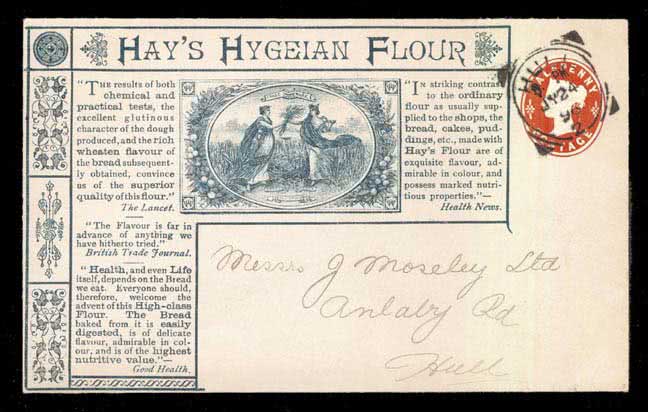 HAY'S HYGEIAN FLOUR
"THE results of both
chemical and
practical tests, the
excellent glutinous
character of the dough
produced, and the rich
wheaten flavour of
the bread subsequent-
ly obtained, convince
us of the superior
quality of this flour."
The Lancet.
"The Flavour is far in
advance of anything we
have hitherto tried."
British Trade Journal.
"Health, and even Life
itself, depends on the Bread
we eat. Everyone should,
therefore, welcome the
advent of this High-class
Flour. The Bread
baked from it is easily
digested, is of delicate
flavour, admirable in col-
our, and is of the highest
nutritive value."—
Good Health.
"IN striking contrast
to the ordinary
flour as usually sup-
plied to the shops, the
bread, cakes, pud-
dings, etc., made with
Hay's Flour are of
exquisite flavour, ad-
mirable in colour, and
possess marked nutri-
tious properties."—
Health News.
HULL
PM
24
HALFPENNY
POSTAGE
Messrs J Moseley Ltd
Anlaby Rd
Hull